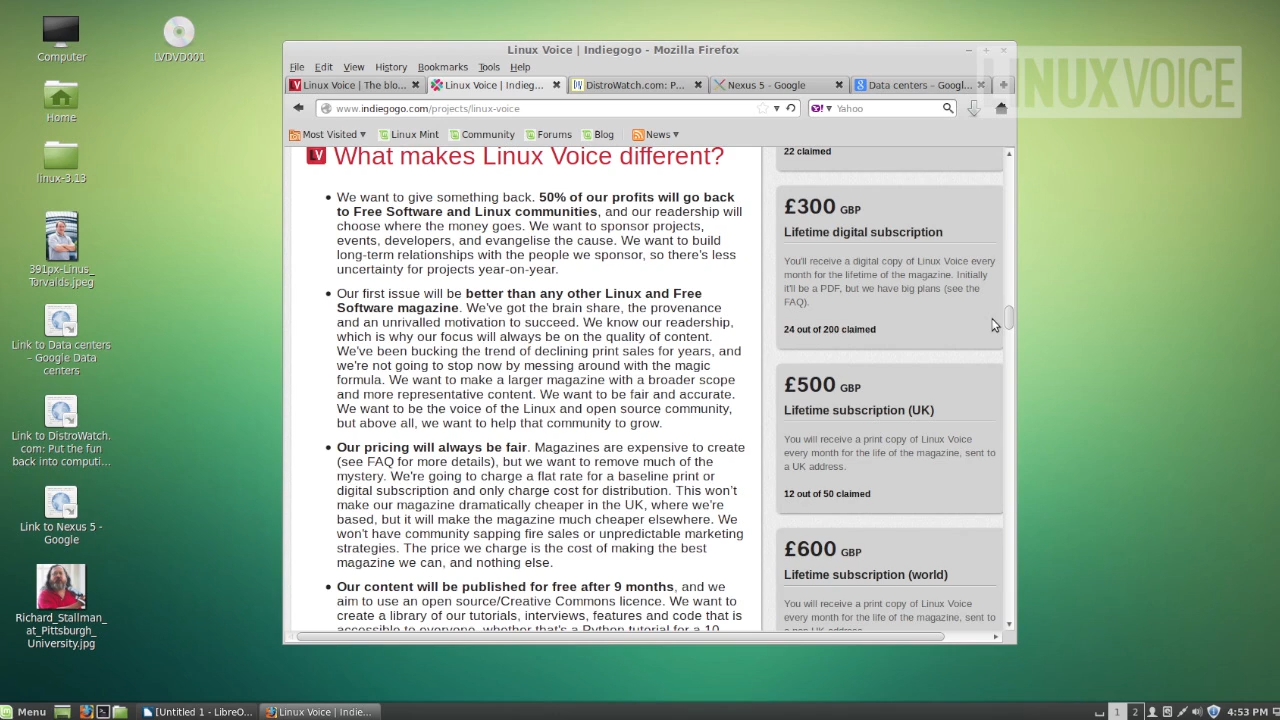 Computer
LVDVD001
Home
linux-3.13
391px-Linus_
Torvalds.jpeg
Link to Data centers
– Google Data
centers
Link to DistroWatch.
com: Put the fun
back into computi...
Link to Nexus 5 -
Google
Richard_Stallman_
at_Pittsburgh_
University.jpg
LINUXVOICE
Linux Voice | Indiegogo - Mozilla Firefox
File Edit View History Bookmarks Tools Help
Linux Voice | The blo...
Linux Voice | Indieg...
DistroWatch.com: P...
Nexus 5 - Google
Data centers – Googl...
www.indiegogo.com/projects/linux-voice
Yahoo
Most Visited
Linux Mint
Community
Forums
Blog
News
LV What makes Linux Voice different?
We want to give something back. 50% of our profits will go back
to Free Software and Linux communities, and our readership will
choose where the money goes. We want to sponsor projects,
events, developers, and evangelise the cause. We want to build
long-term relationships with the people we sponsor, so there's less
uncertainty for projects year-on-year.
Our first issue will be better than any other Linux and Free
Software magazine. We've got the brain share, the provenance
and an unrivalled motivation to succeed. We know our readership,
which is why our focus will always be on the quality of content.
We've been bucking the trend of declining print sales for years, and
we're not going to stop now by messing around with the magic
formula. We want to make a larger magazine with a broader scope
and more representative content. We want to be fair and accurate.
We want to be the voice of the Linux and open source community,
but above all, we want to help that community to grow.
Our pricing will always be fair. Magazines are expensive to create
(see FAQ for more details), but we want to remove much of the
mystery. We're going to charge a flat rate for a baseline print or
digital subscription and only charge cost for distribution. This won't
make our magazine dramatically cheaper in the UK, where we're
based, but it will make the magazine much cheaper elsewhere. We
won't have community sapping fire sales or unpredictable marketing
strategies. The price we charge is the cost of making the best
magazine we can, and nothing else.
Our content will be published for free after 9 months, and we
aim to use an open source/Creative Commons licence. We want to
create a library of our tutorials, interviews, features and code that is
accessible to everyone, whether that's a Python tutorial for a 10
22 claimed
£300 GBP
Lifetime digital subscription
You'll receive a digital copy of Linux Voice every
month for the lifetime of the magazine. Initially
it'll be a PDF, but we have big plans (see the
FAQ).
24 out of 200 claimed
£500 GBP
Lifetime subscription (UK)
You will receive a print copy of Linux Voice
every month for the life of the magazine, sent to
a UK address.
12 out of 50 claimed
£600 GBP
Lifetime subscription (world)
You will receive a print copy of Linux Voice
every month for the life of the magazine, sent to
a non UK address.
Menu
[Untitled 1 - LibreO...
Linux Voice | Indie...
1 2
4:53 PM